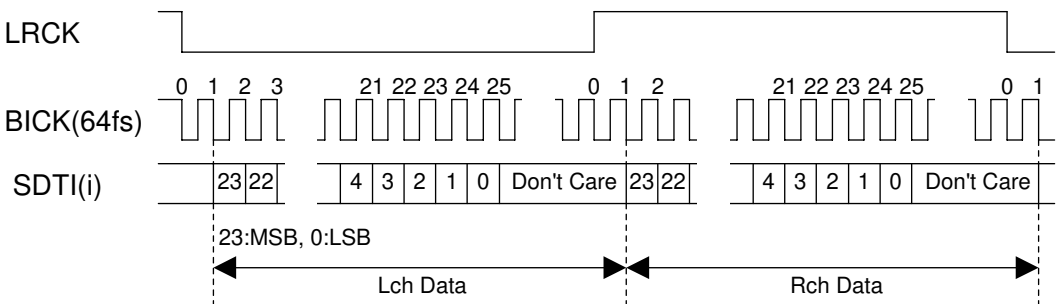 LRCK
0 1 2 3 21 22 23 24 25 0 1 2 21 22 23 24 25 0 1
BICK(64fs)
SDTI(i) 23 22 4 3 2 1 0 Don't Care 23 22 4 3 2 1 0 Don't Care
23:MSB, 0:LSB
Lch Data Rch Data